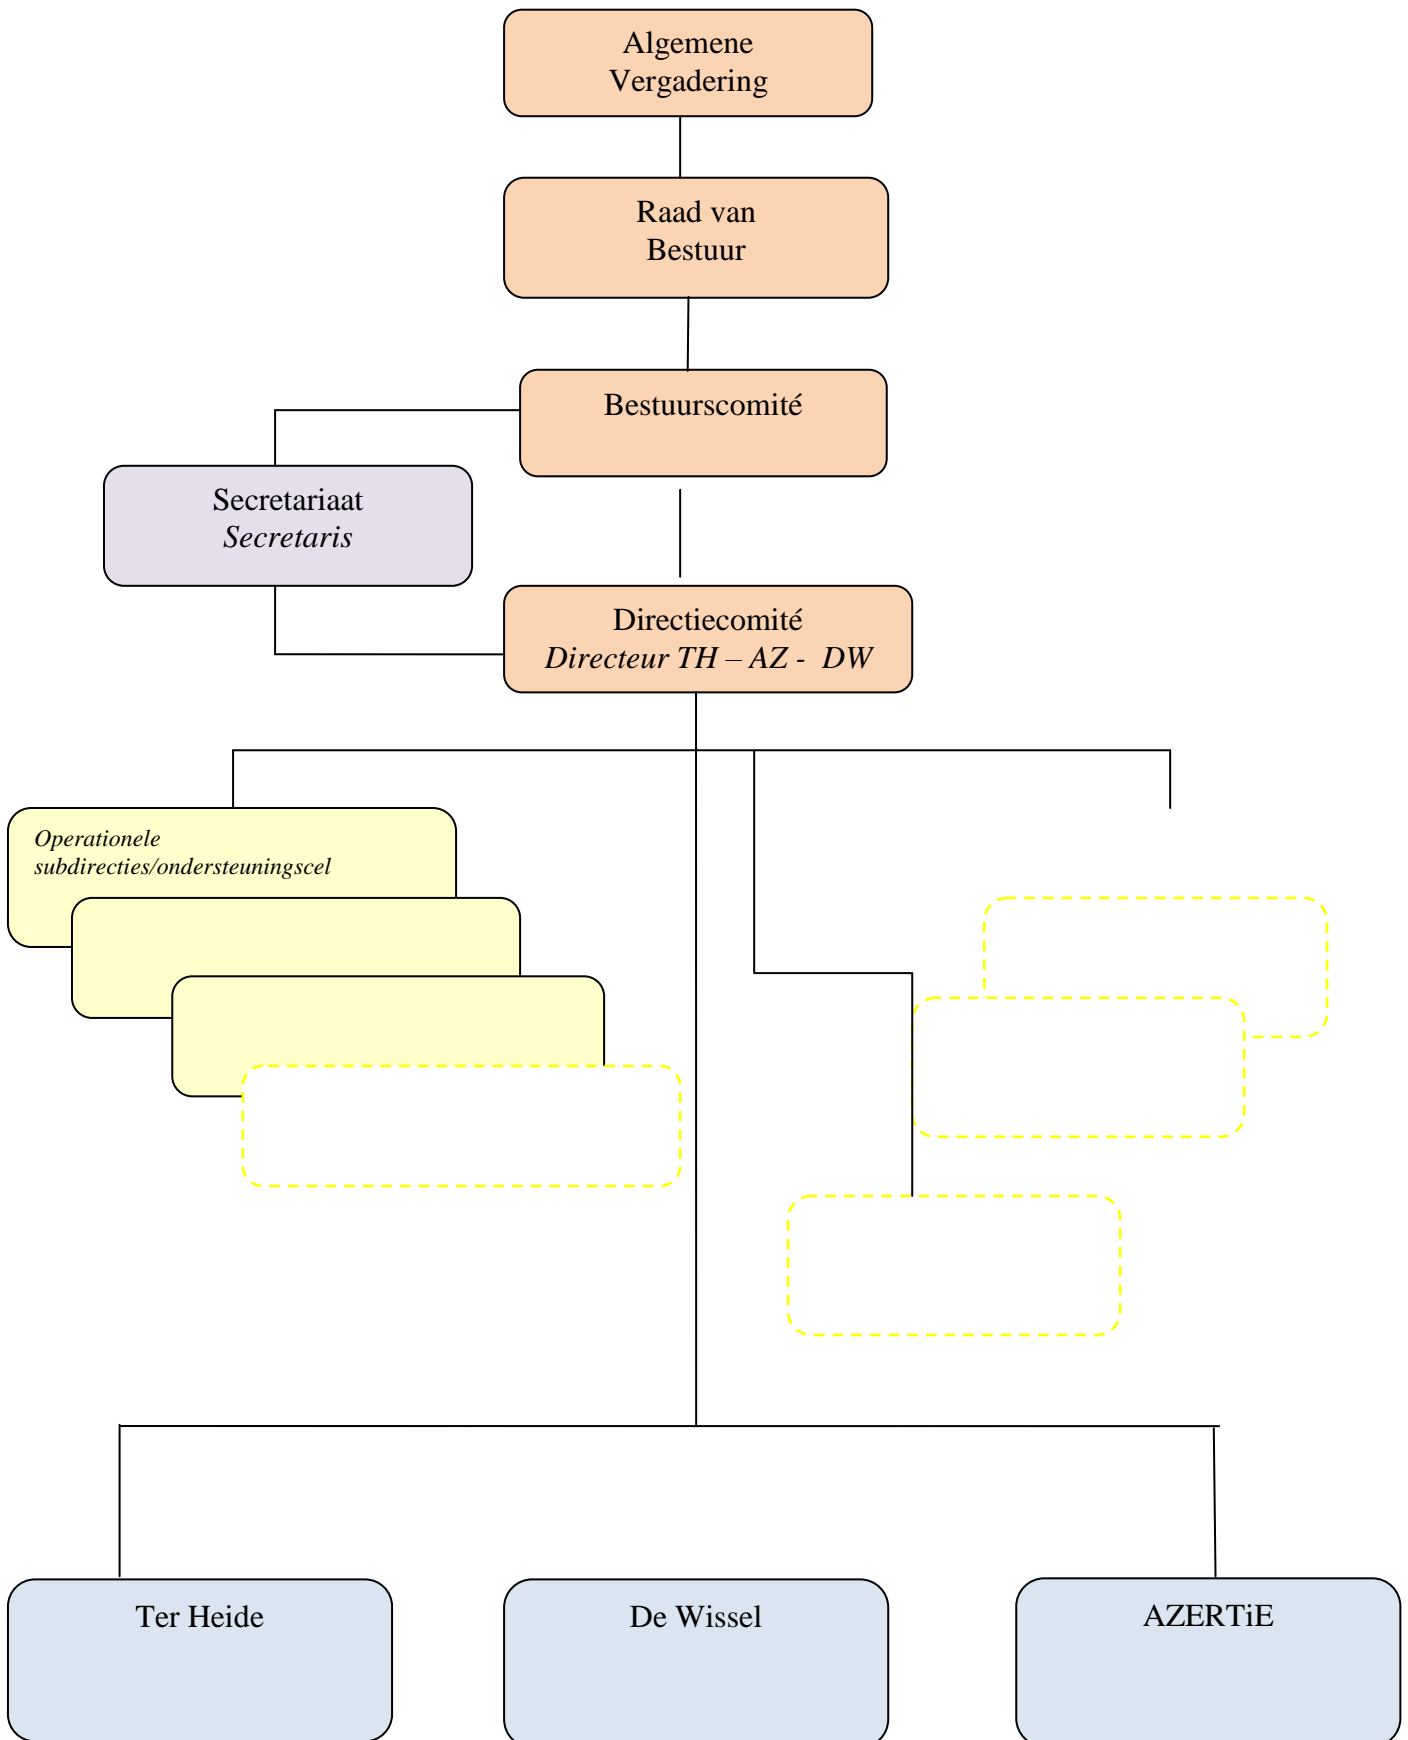 Algemene
Vergadering
Raad van
Bestuur
Bestuurscomité
Secretariaat
Secretaris
Directiecomité
Directeur TH – AZ - DW
Operationele
subdirecties/ondersteuningscel
Ter Heide
De Wissel
AZERTiE